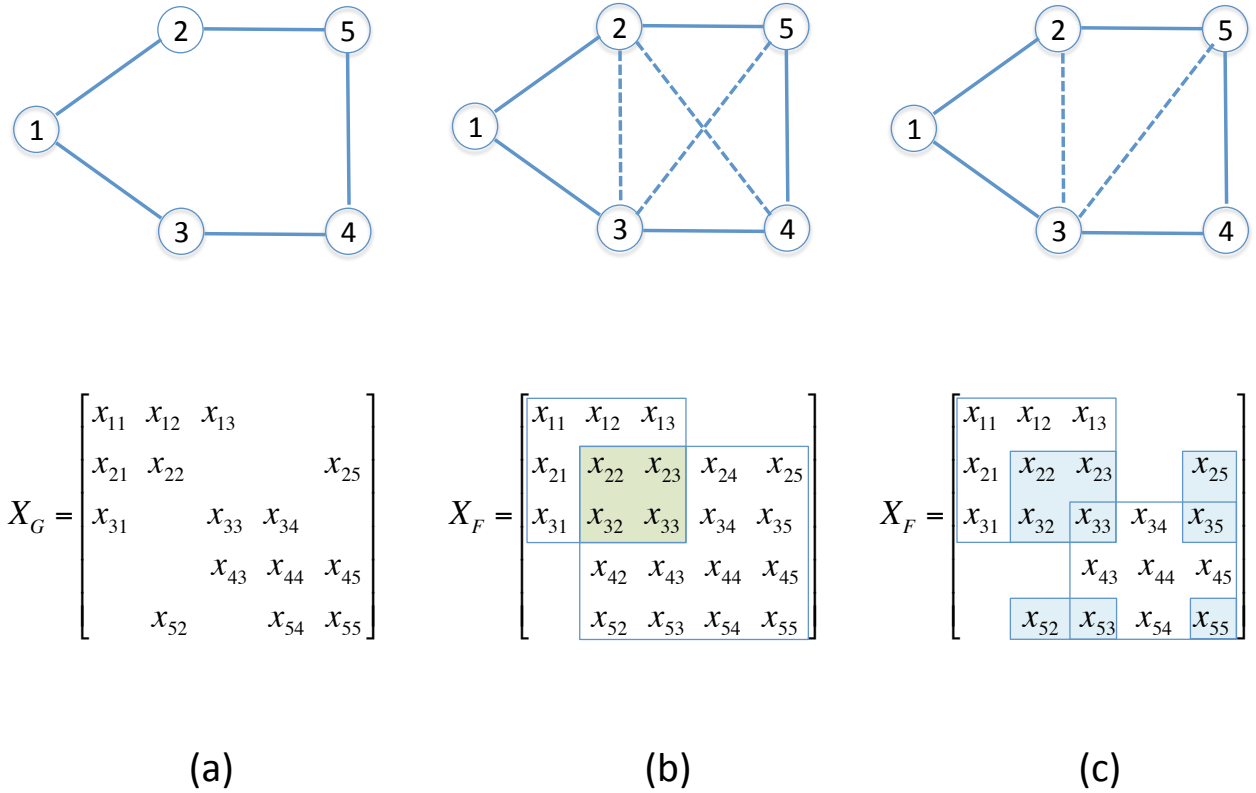 2 5
1
3 4
2 5
1
3 4
2 5
1
3 4
X_G = [ x_11 x_12 x_13
x_21 x_22 x_25
x_31 x_33 x_34
x_43 x_44 x_45
x_52 x_54 x_55 ]
X_F = [ x_11 x_12 x_13
x_21 x_22 x_23 x_24 x_25
x_31 x_32 x_33 x_34 x_35
x_42 x_43 x_44 x_45
x_52 x_53 x_54 x_55 ]
X_F = [ x_11 x_12 x_13
x_21 x_22 x_23 x_25
x_31 x_32 x_33 x_34 x_35
x_43 x_44 x_45
x_52 x_53 x_54 x_55 ]
(a) (b) (c)